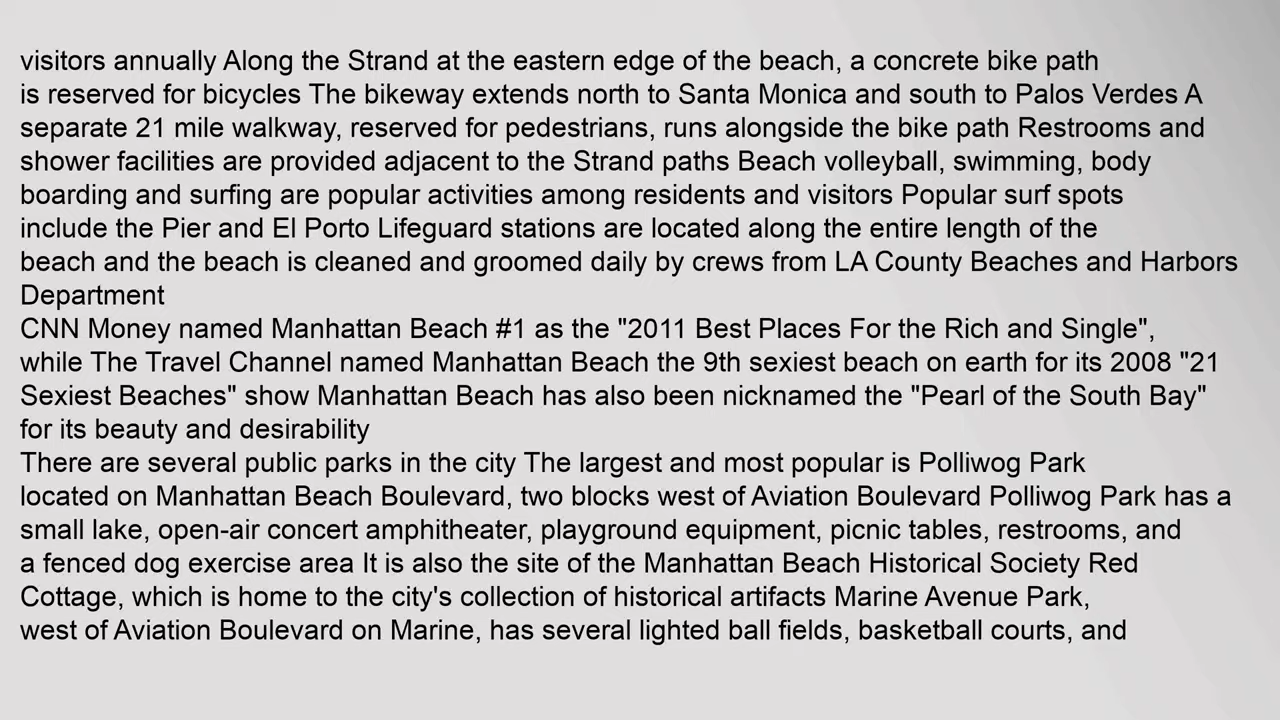 visitors annually Along the Strand at the eastern edge of the beach, a concrete bike path
is reserved for bicycles The bikeway extends north to Santa Monica and south to Palos Verdes A
separate 21 mile walkway, reserved for pedestrians, runs alongside the bike path Restrooms and
shower facilities are provided adjacent to the Strand paths Beach volleyball, swimming, body
boarding and surfing are popular activities among residents and visitors Popular surf spots
include the Pier and El Porto Lifeguard stations are located along the entire length of the
beach and the beach is cleaned and groomed daily by crews from LA County Beaches and Harbors
Department
CNN Money named Manhattan Beach #1 as the "2011 Best Places For the Rich and Single",
while The Travel Channel named Manhattan Beach the 9th sexiest beach on earth for its 2008 "21
Sexiest Beaches" show Manhattan Beach has also been nicknamed the "Pearl of the South Bay"
for its beauty and desirability
There are several public parks in the city The largest and most popular is Polliwog Park
located on Manhattan Beach Boulevard, two blocks west of Aviation Boulevard Polliwog Park has a
small lake, open-air concert amphitheater, playground equipment, picnic tables, restrooms, and
a fenced dog exercise area It is also the site of the Manhattan Beach Historical Society Red
Cottage, which is home to the city's collection of historical artifacts Marine Avenue Park,
west of Aviation Boulevard on Marine, has several lighted ball fields, basketball courts, and